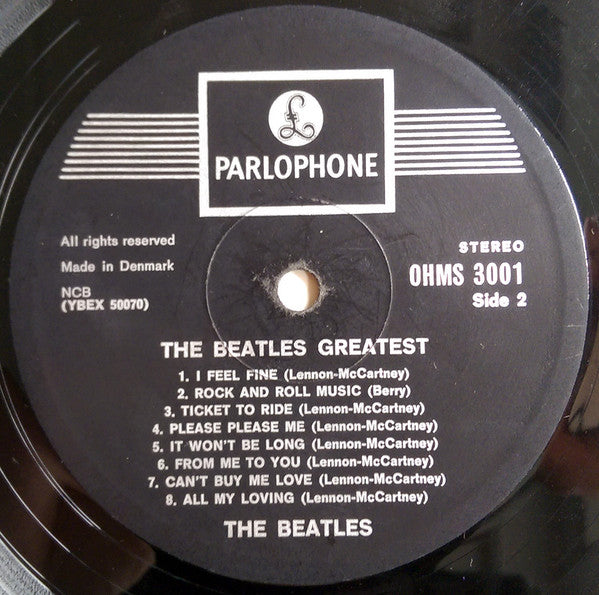 £
PARLOPHONE
All rights reserved
Made in Denmark
NCB
(YBEX 50070)
STEREO
OHMS 3001
Side 2
THE BEATLES GREATEST
1. I FEEL FINE (Lennon-McCartney)
2. ROCK AND ROLL MUSIC (Berry)
3. TICKET TO RIDE (Lennon-McCartney)
4. PLEASE PLEASE ME (Lennon-McCartney)
5. IT WON'T BE LONG (Lennon-McCartney)
6. FROM ME TO YOU (Lennon-McCartney)
7. CAN'T BUY ME LOVE (Lennon-McCartney)
8. ALL MY LOVING (Lennon-McCartney)
THE BEATLES